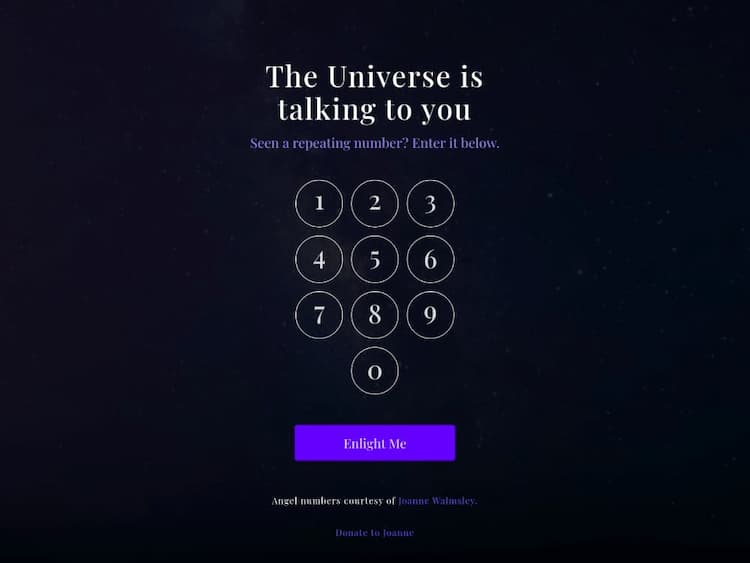 The Universe is
talking to you
Seen a repeating number? Enter it below.
1 2 3
4 5 6
7 8 9
0
Enlight Me
Angel numbers courtesy of Joanne Walmsley.
Donate to Joanne